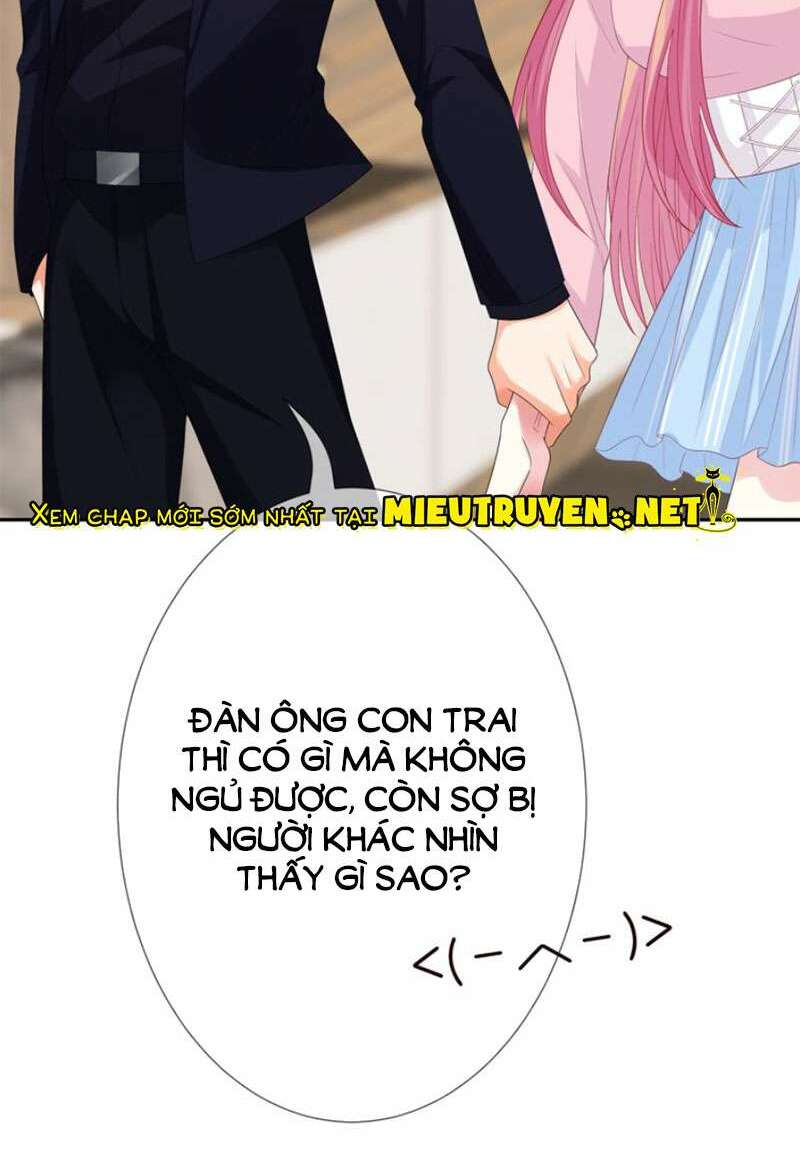 XEM CHAP MỚI SỚM NHẤT TẠI MIEUTRUYEN.NET
ĐÀN ÔNG CON TRAI
THÌ CÓ GÌ MÀ KHÔNG
NGỦ ĐƯỢC, CÒN SỢ BỊ
NGƯỜI KHÁC NHÌN
THẤY GÌ SAO?
<(-︿-)>